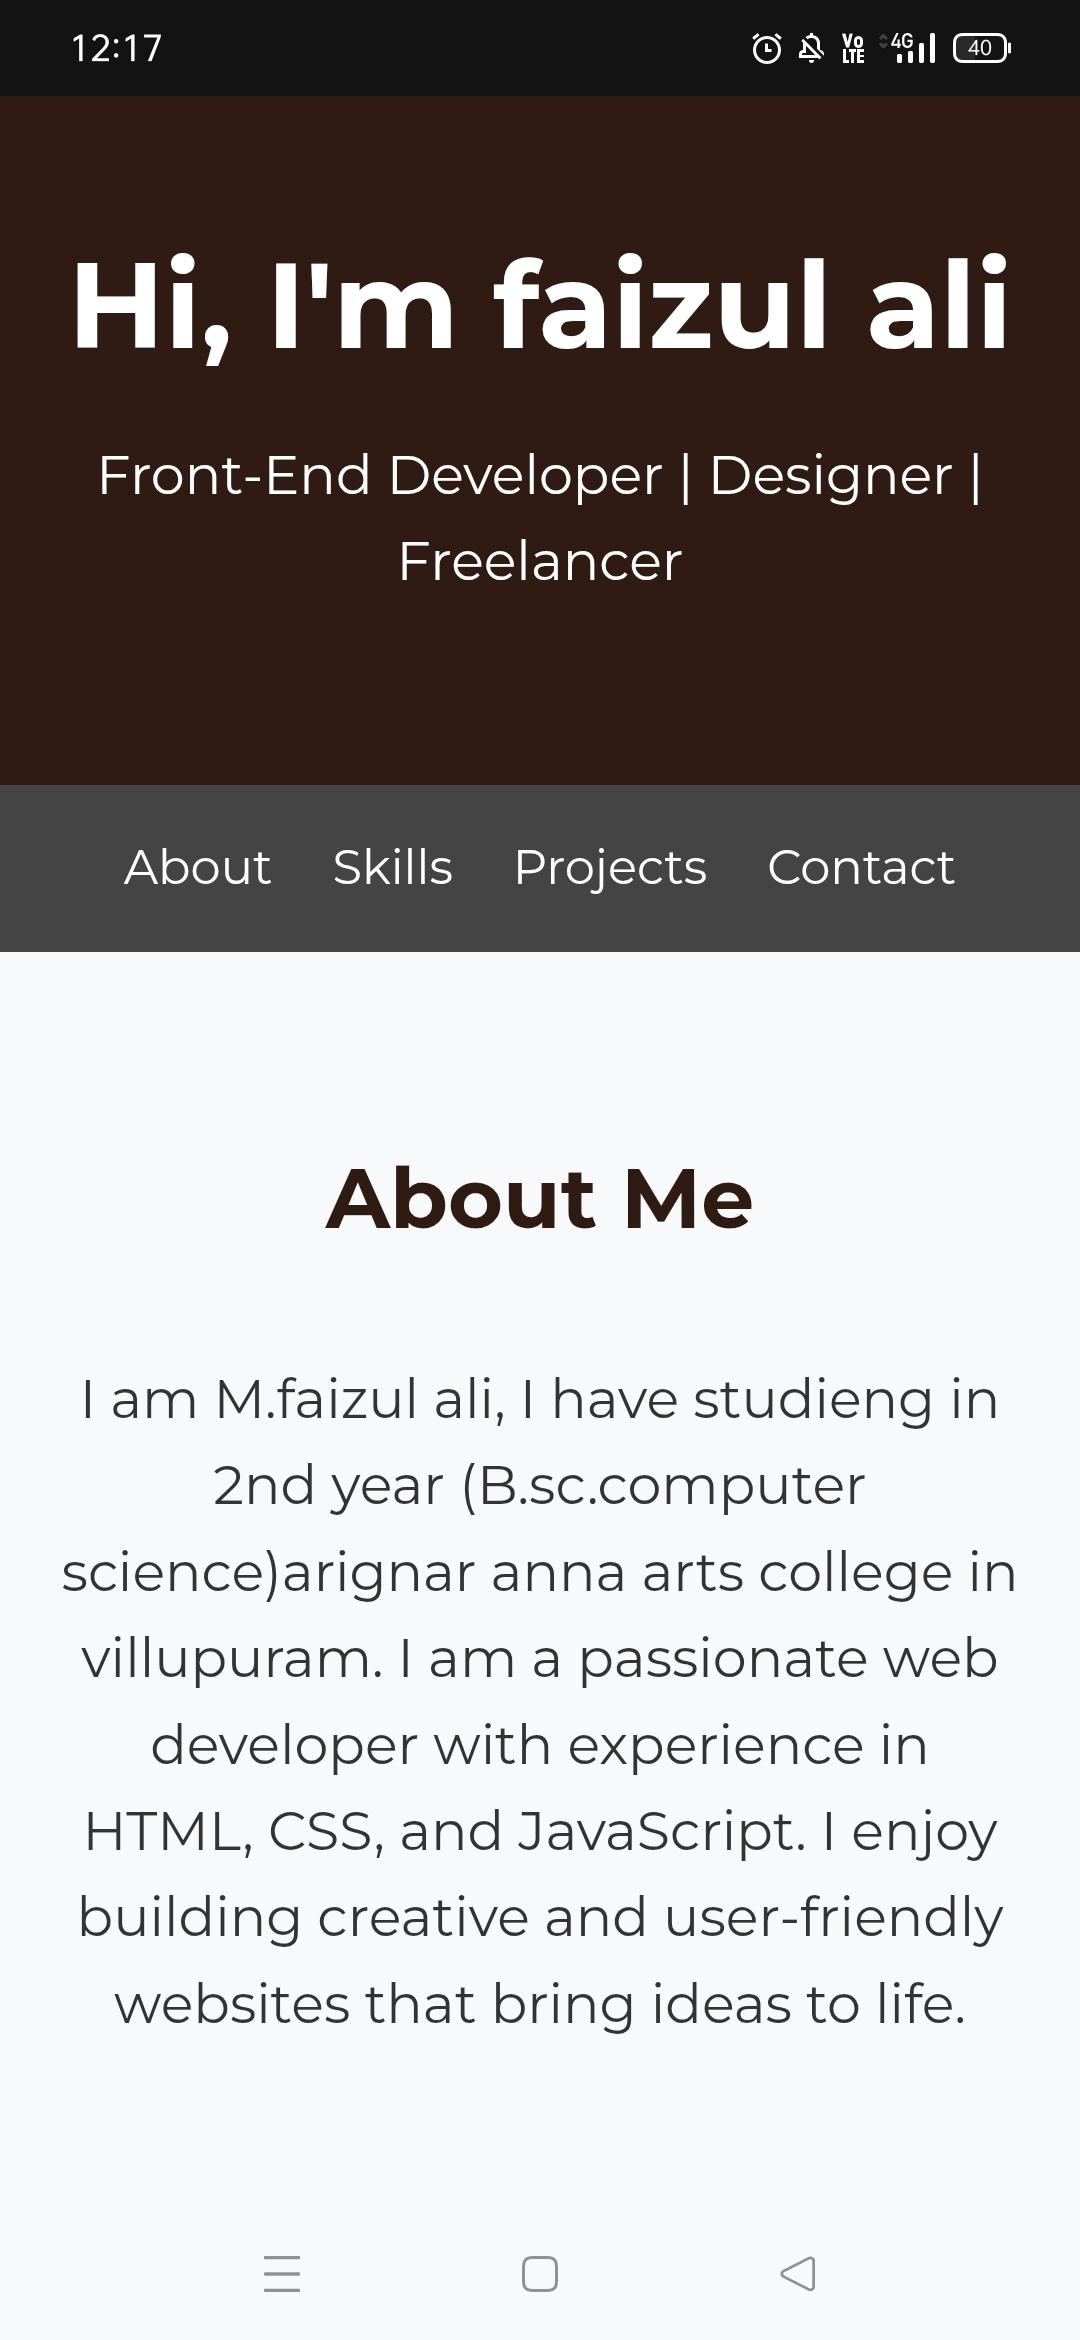 12:17
Vo LTE 4G 40
Hi, I'm faizul ali
Front-End Developer | Designer |
Freelancer
About Skills Projects Contact
About Me
I am M.faizul ali, I have studieng in
2nd year (B.sc.computer
science)arignar anna arts college in
villupuram. I am a passionate web
developer with experience in
HTML, CSS, and JavaScript. I enjoy
building creative and user-friendly
websites that bring ideas to life.